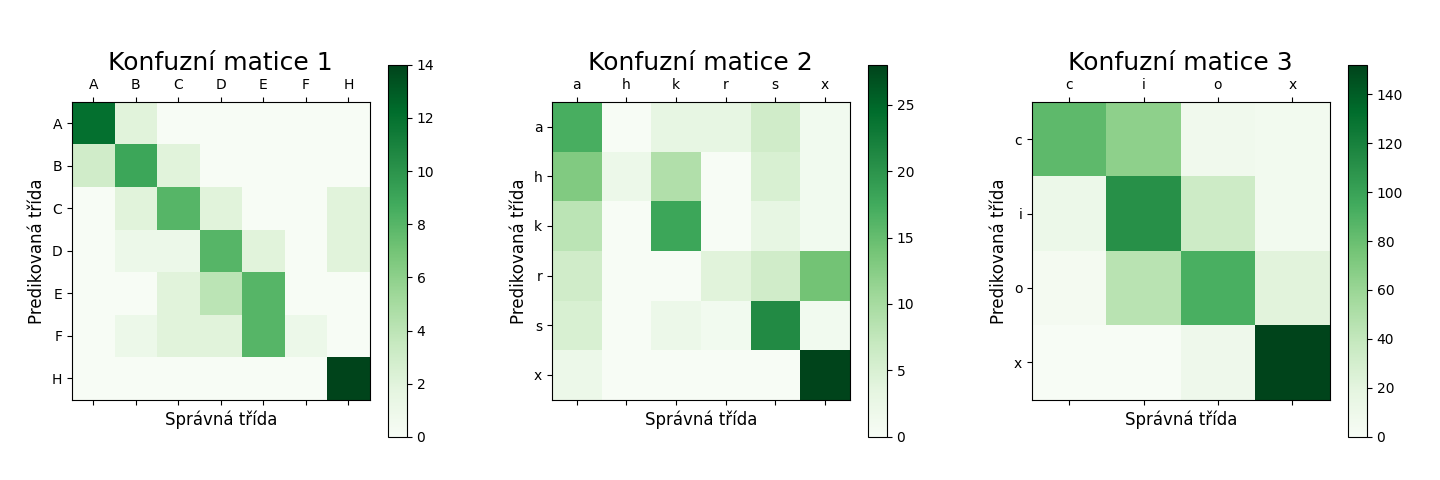 Konfuzní matice 1
A B C D E F H
A
B
C
D
E
F
H
Predikovaná třída
Správná třída
14
12
10
8
6
4
2
0
Konfuzní matice 2
a h k r s x
a
h
k
r
s
x
Predikovaná třída
Správná třída
25
20
15
10
5
0
Konfuzní matice 3
c i o x
c
i
o
x
Predikovaná třída
Správná třída
140
120
100
80
60
40
20
0